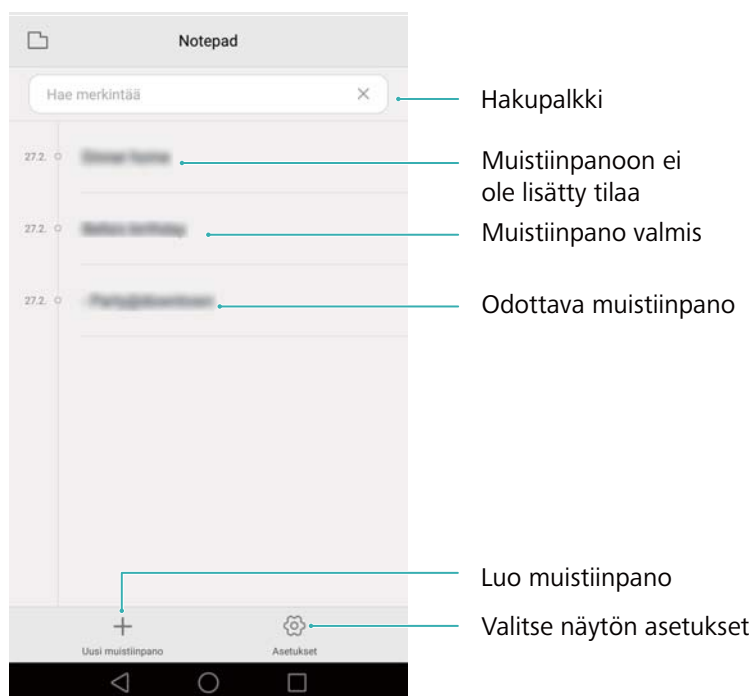 Notepad
Hae merkintää
Hakupalkki
27.2.
Muistiinpanoon ei
ole lisätty tilaa
27.2.
Muistiinpano valmis
27.2.
Odottava muistiinpano
Luo muistiinpano
Valitse näytön asetukset
Uusi muistiinpano
Asetukset